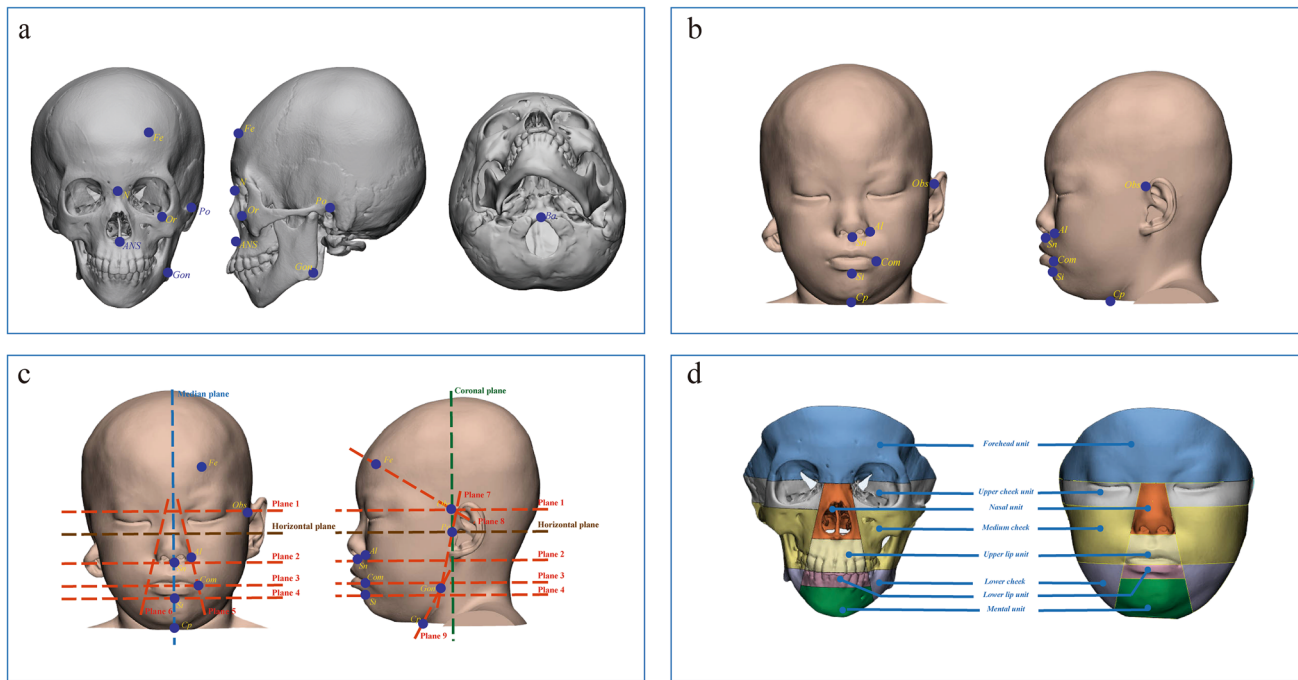 a
Fe
N
Or
Po
ANS
Gon
Fe
N
Or
Po
ANS
Gon
Ba
b
Obs
Al
Sn
Com
Si
Cp
Obs
Al
Sn
Com
Si
Cp
c
Median plane
Fe
Obs
Plane 1
Horizontal plane
Al
Plane 2
Com
Plane 3
Si
Plane 4
Plane 6
Plane 5
Cp
Coronal plane
Fe
Plane 7
Obs
Plane 1
Po
Plane 8
Horizontal plane
Al
Sn
Plane 2
Com
Plane 3
Gon
Si
Plane 4
Cp
Plane 9
d
Forehead unit
Upper cheek unit
Nasal unit
Medium cheek
Upper lip unit
Lower cheek
Lower lip unit
Mental unit